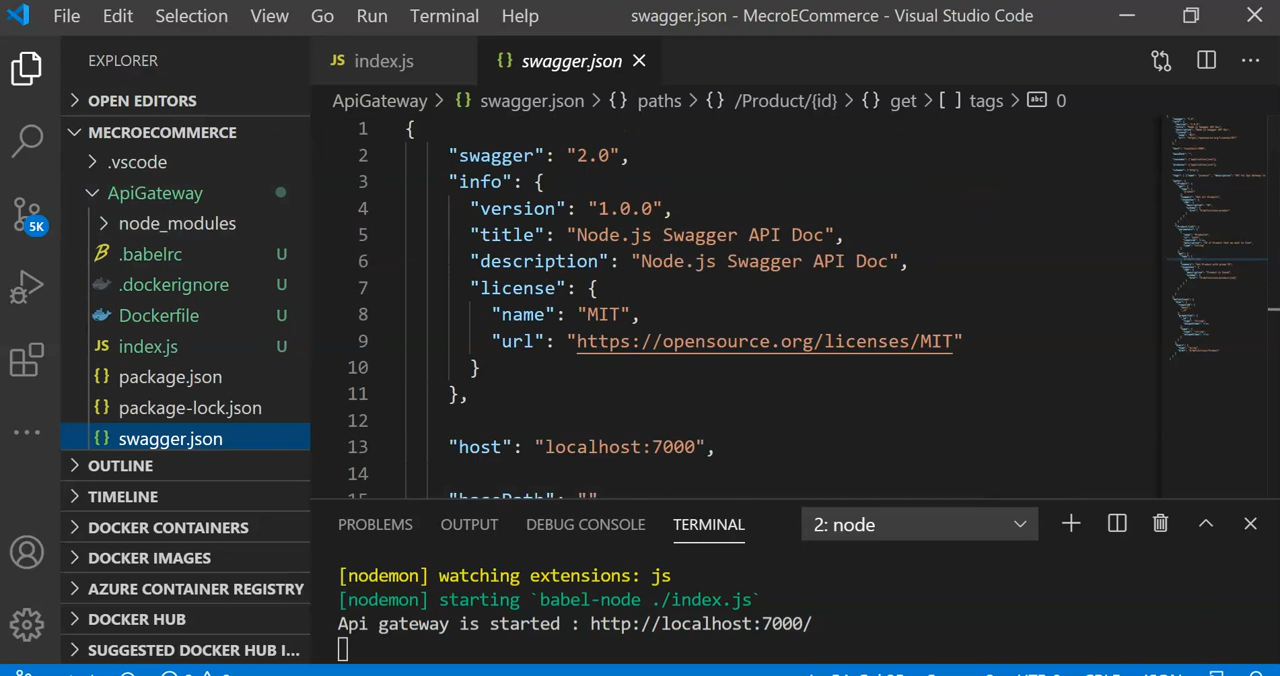 File Edit Selection View Go Run Terminal Help swagger.json - MecroECommerce - Visual Studio Code
EXPLORER
OPEN EDITORS
MECROECOMMERCE
.vscode
ApiGateway
node_modules
.babelrc U
.dockerignore U
Dockerfile U
JS index.js U
{} package.json
{} package-lock.json
{} swagger.json
OUTLINE
TIMELINE
DOCKER CONTAINERS
DOCKER IMAGES
AZURE CONTAINER REGISTRY
DOCKER HUB
SUGGESTED DOCKER HUB I...
5K
JS index.js {} swagger.json
ApiGateway > {} swagger.json > {} paths > {} /Product/{id} > {} get > [ ] tags > abc 0
1 {
2 "swagger": "2.0",
3 "info": {
4 "version": "1.0.0",
5 "title": "Node.js Swagger API Doc",
6 "description": "Node.js Swagger API Doc",
7 "license": {
8 "name": "MIT",
9 "url": "https://opensource.org/licenses/MIT"
10 }
11 },
12
13 "host": "localhost:7000",
14
15 "basePath": ""
PROBLEMS OUTPUT DEBUG CONSOLE TERMINAL 2: node
[nodemon] watching extensions: js
[nodemon] starting `babel-node ./index.js`
Api gateway is started : http://localhost:7000/